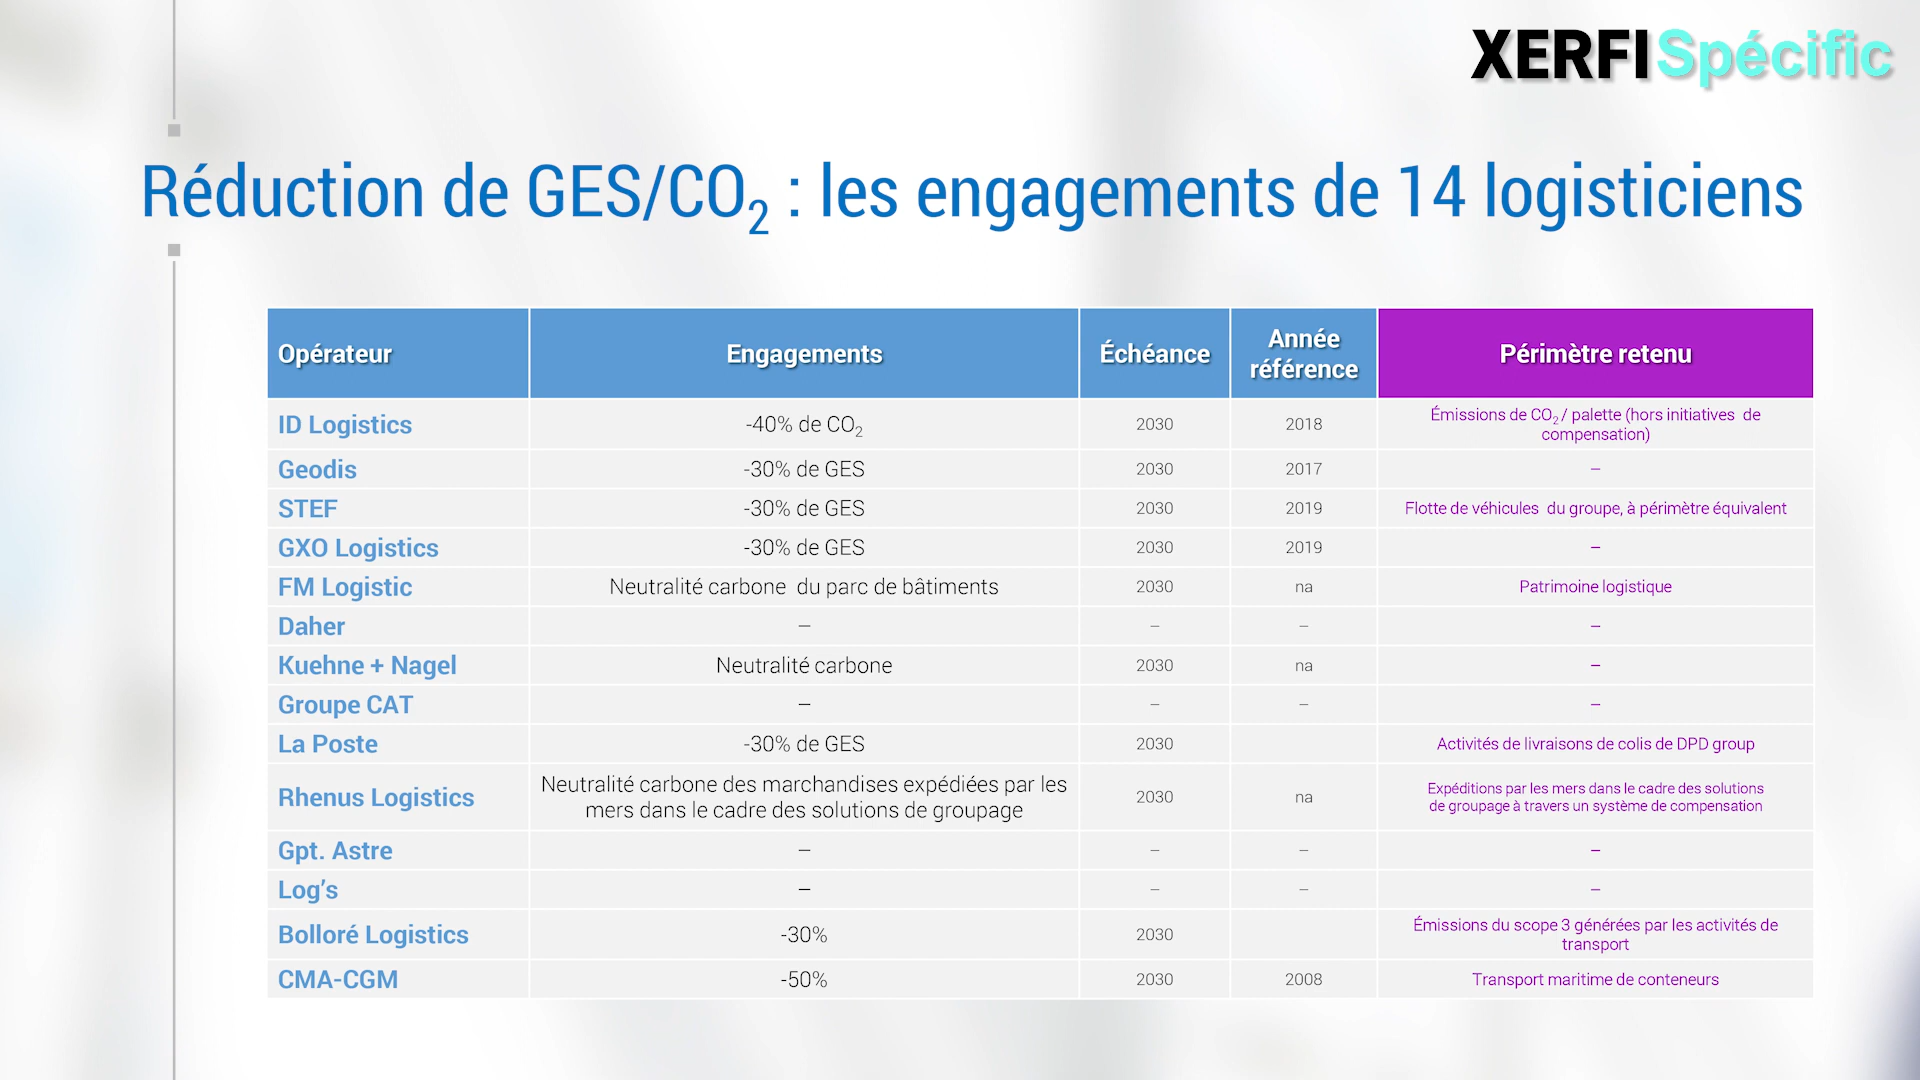 XERFI Spécific
Réduction de GES/CO₂ : les engagements de 14 logisticiens
Opérateur Engagements Échéance Année référence Périmètre retenu
ID Logistics -40% de CO₂ 2030 2018 Émissions de CO₂ / palette (hors initiatives de compensation)
Geodis -30% de GES 2030 2017 –
STEF -30% de GES 2030 2019 Flotte de véhicules du groupe, à périmètre équivalent
GXO Logistics -30% de GES 2030 2019 –
FM Logistic Neutralité carbone du parc de bâtiments 2030 na Patrimoine logistique
Daher – – – –
Kuehne + Nagel Neutralité carbone 2030 na –
Groupe CAT – – – –
La Poste -30% de GES 2030 Activités de livraisons de colis de DPD group
Rhenus Logistics Neutralité carbone des marchandises expédiées par les mers dans le cadre des solutions de groupage 2030 na Expéditions par les mers dans le cadre des solutions de groupage à travers un système de compensation
Gpt. Astre – – – –
Log’s – – – –
Bolloré Logistics -30% 2030 Émissions du scope 3 générées par les activités de transport
CMA-CGM -50% 2030 2008 Transport maritime de conteneurs